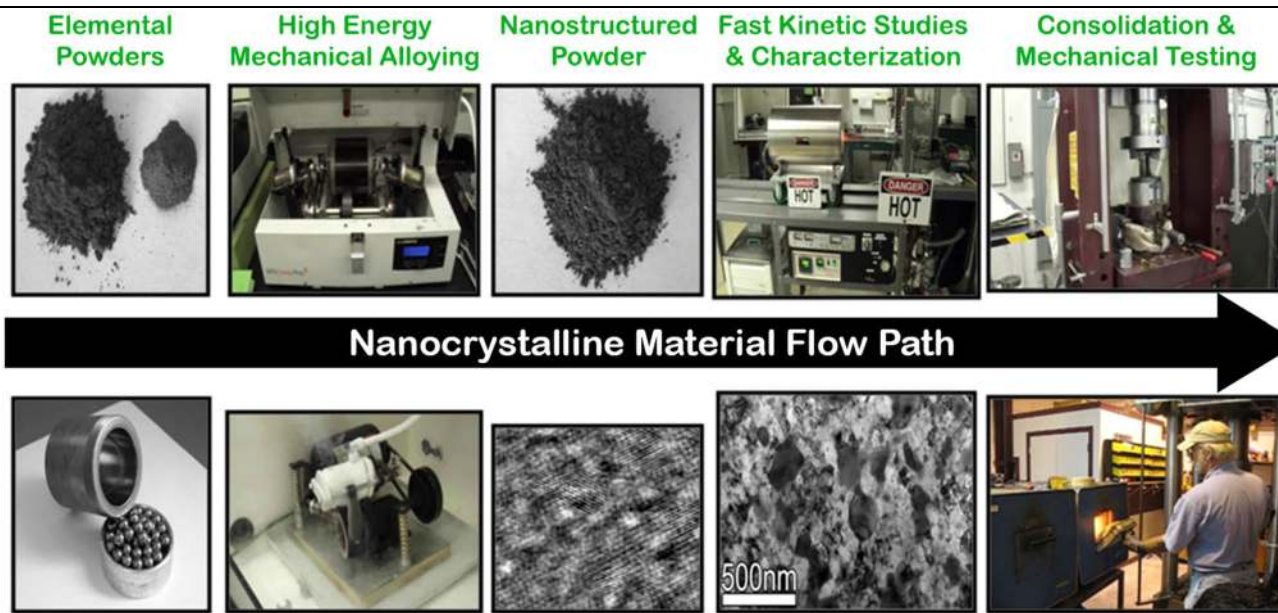 Elemental
Powders
High Energy
Mechanical Alloying
Nanostructured
Powder
Fast Kinetic Studies
& Characterization
Consolidation &
Mechanical Testing
DANGER
HOT
DANGER
HOT
Nanocrystalline Material Flow Path
500nm